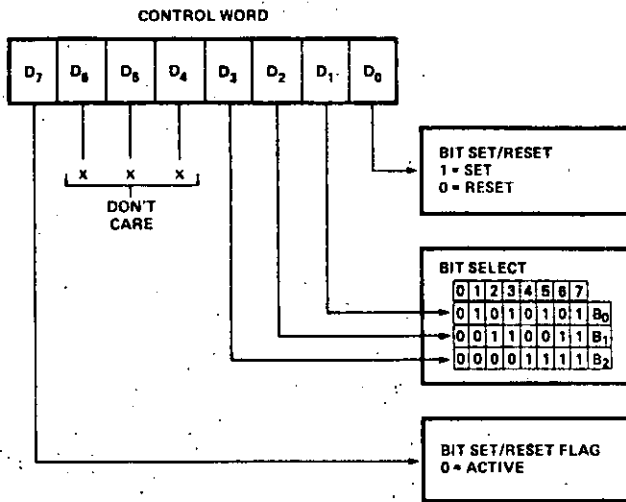 CONTROL WORD
D7 D6 D5 D4 D3 D2 D1 D0
X X X
DON'T
CARE
BIT SET/RESET
1 = SET
0 = RESET
BIT SELECT
0 1 2 3 4 5 6 7
0 1 0 1 0 1 0 1 B0
0 0 1 1 0 0 1 1 B1
0 0 0 0 1 1 1 1 B2
BIT SET/RESET FLAG
0 = ACTIVE